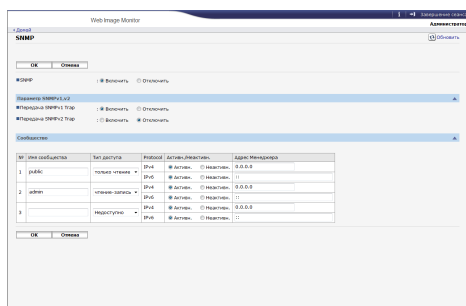 Web Image Monitor
Завершение сеанса
Администратор
Домой
SNMP
Обновить
OK Отмена
SNMP : Включить Отключить
Параметр SNMPv1,v2
Передача SNMPv1 Trap : Включить Отключить
Передача SNMPv2 Trap : Включить Отключить
Сообщество
№ Имя сообщества Тип доступа Protocol Активн./Неактивн. Адрес Менеджера
1 public только чтение IPv4 Активн. Неактивн. 0.0.0.0
IPv6 Активн. Неактивн. ::
2 admin чтение-запись IPv4 Активн. Неактивн. 0.0.0.0
IPv6 Активн. Неактивн. ::
3 Недоступно IPv4 Активн. Неактивн. 0.0.0.0
IPv6 Активн. Неактивн. ::
OK Отмена